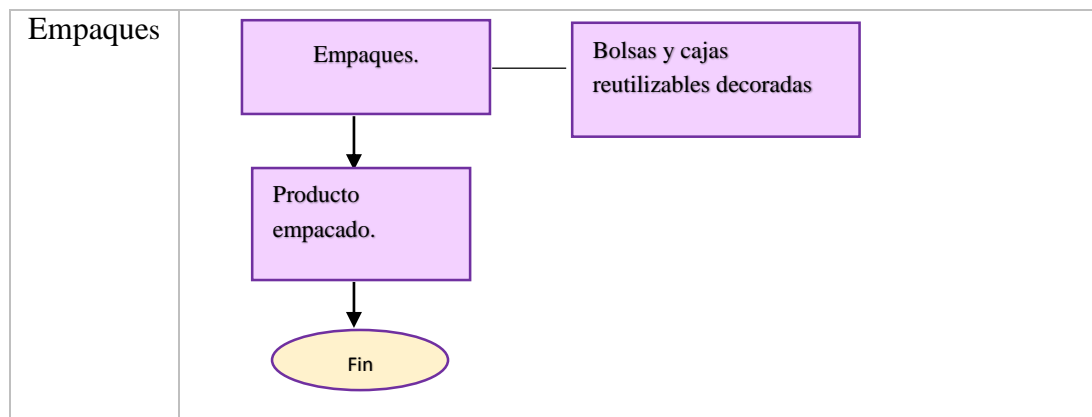 Empaques
Empaques.
Bolsas y cajas
reutilizables decoradas
Producto
empacado.
Fin